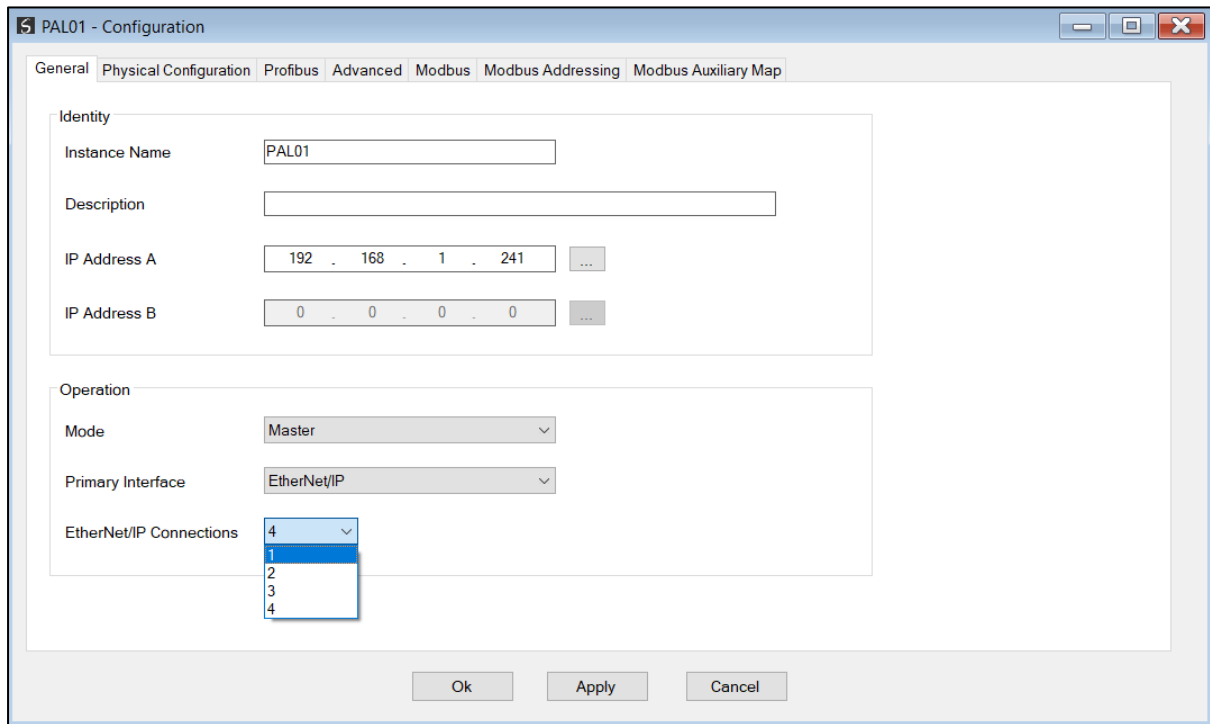 PAL01 - Configuration
General Physical Configuration Profibus Advanced Modbus Modbus Addressing Modbus Auxiliary Map
Identity
Instance Name PAL01
Description
IP Address A 192 . 168 . 1 . 241 ...
IP Address B 0 . 0 . 0 . 0 ...
Operation
Mode Master
Primary Interface EtherNet/IP
EtherNet/IP Connections 4
1
2
3
4
Ok Apply Cancel